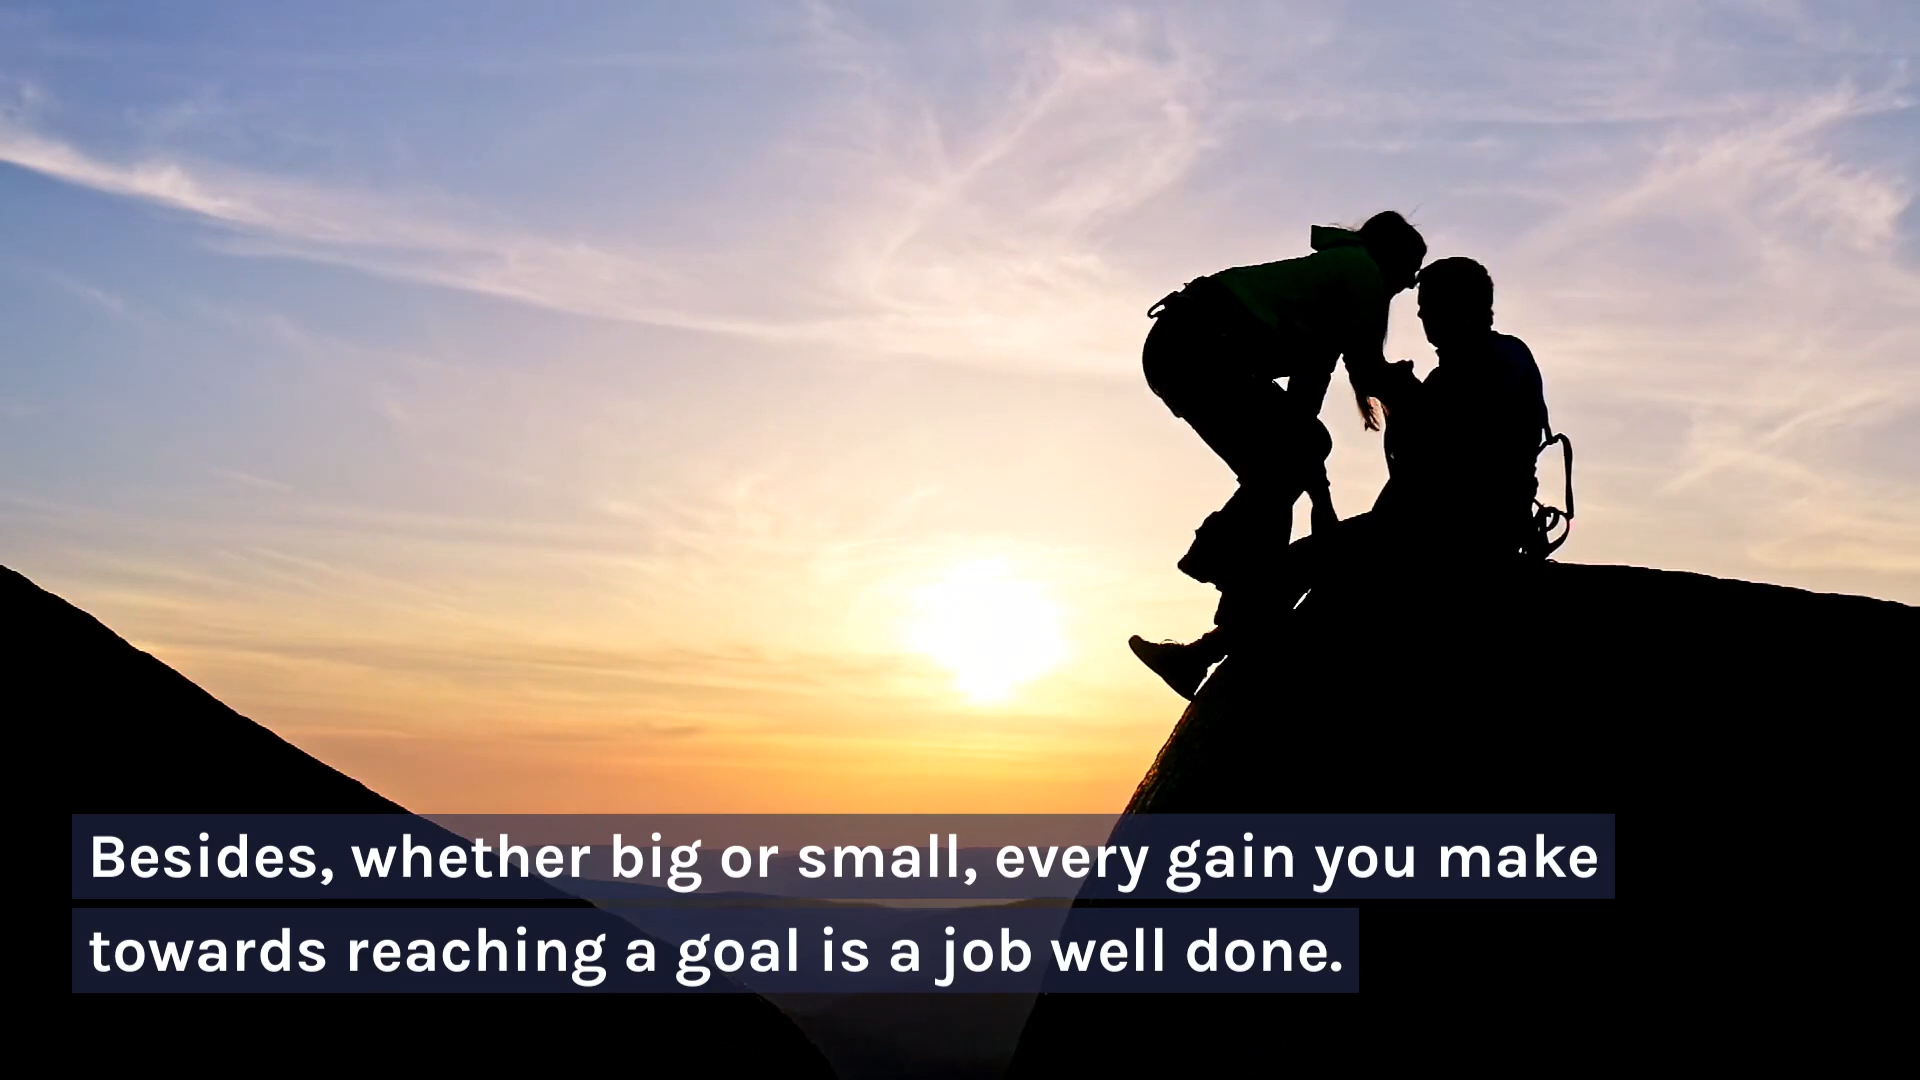 Besides, whether big or small, every gain you make
towards reaching a goal is a job well done.